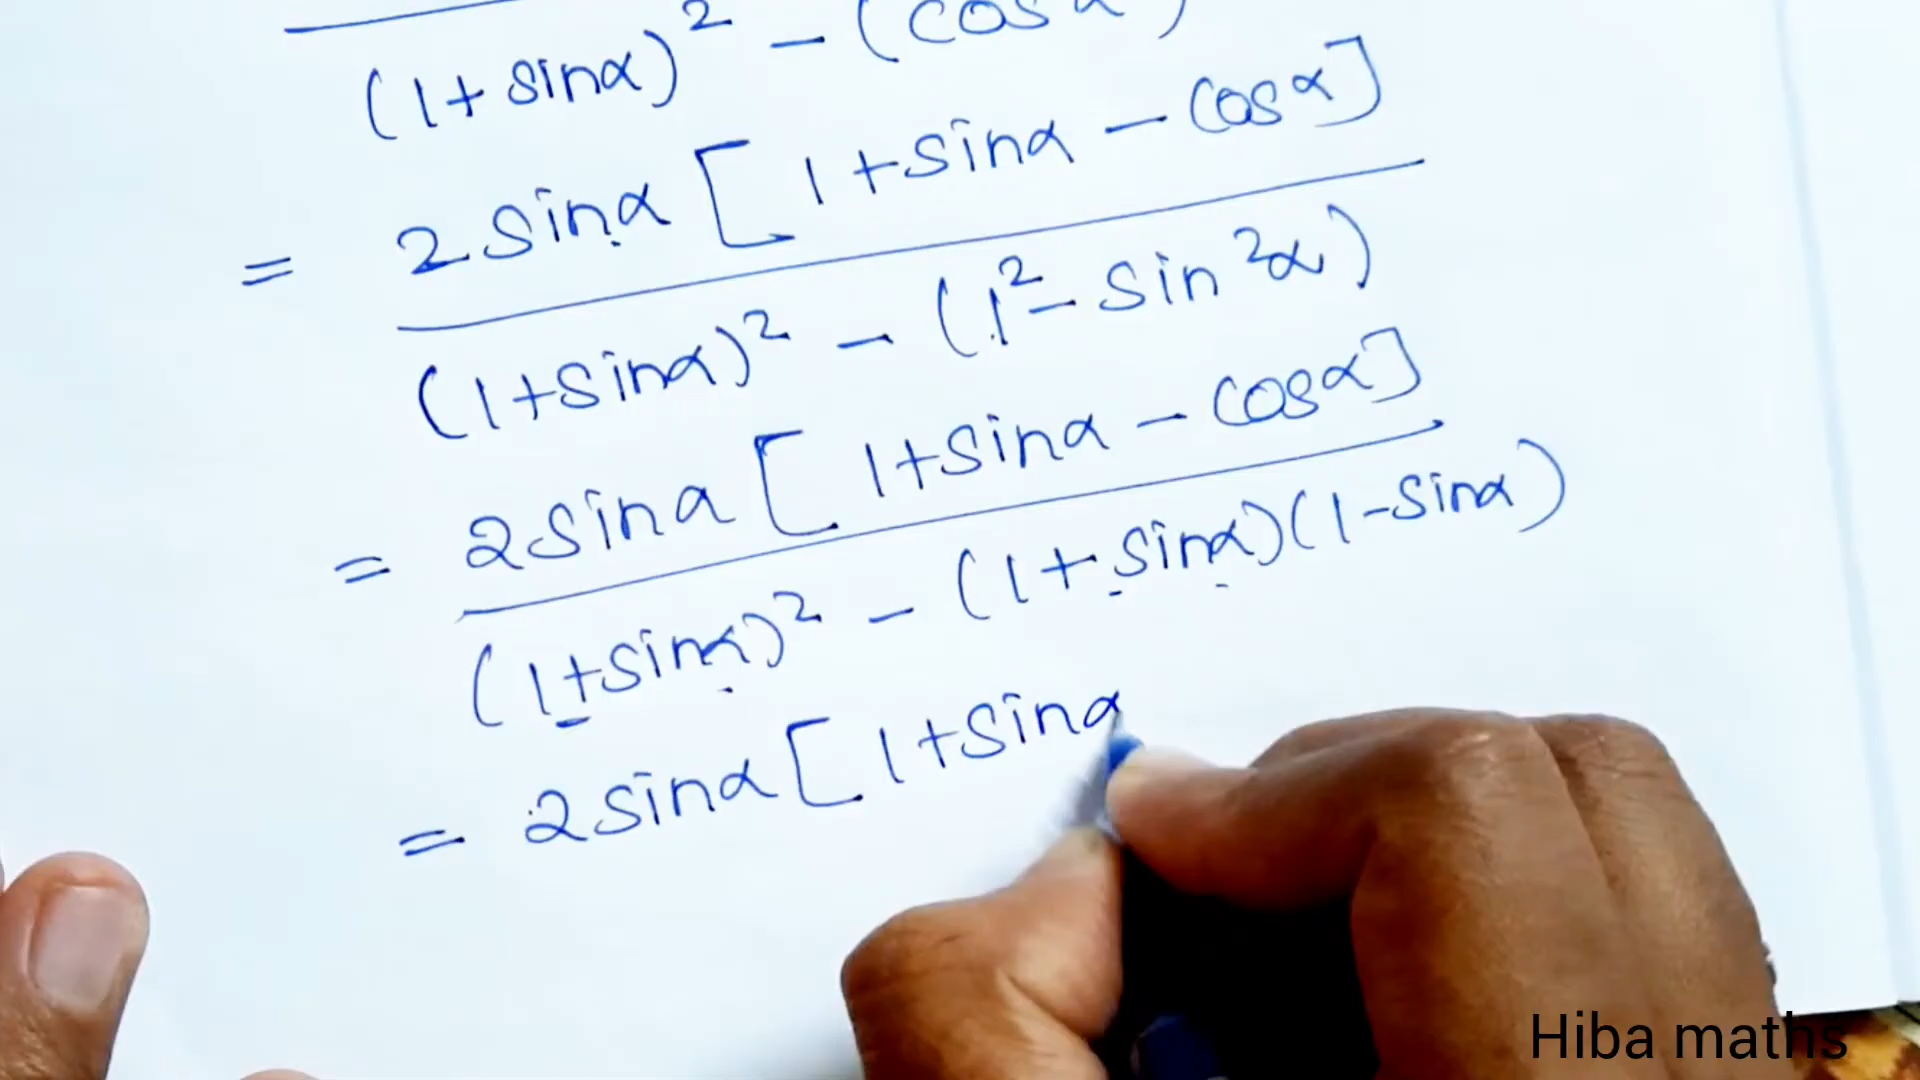 (1+sinα)² - (cosα)
= 2sinα [1+sinα - cosα]
(1+sinα)² - (1² - sin²α)
= 2sinα [1+sinα - cosα]
(1+sinα)² - (1+sinα)(1-sinα)
= 2sinα [1+sinα
Hiba maths